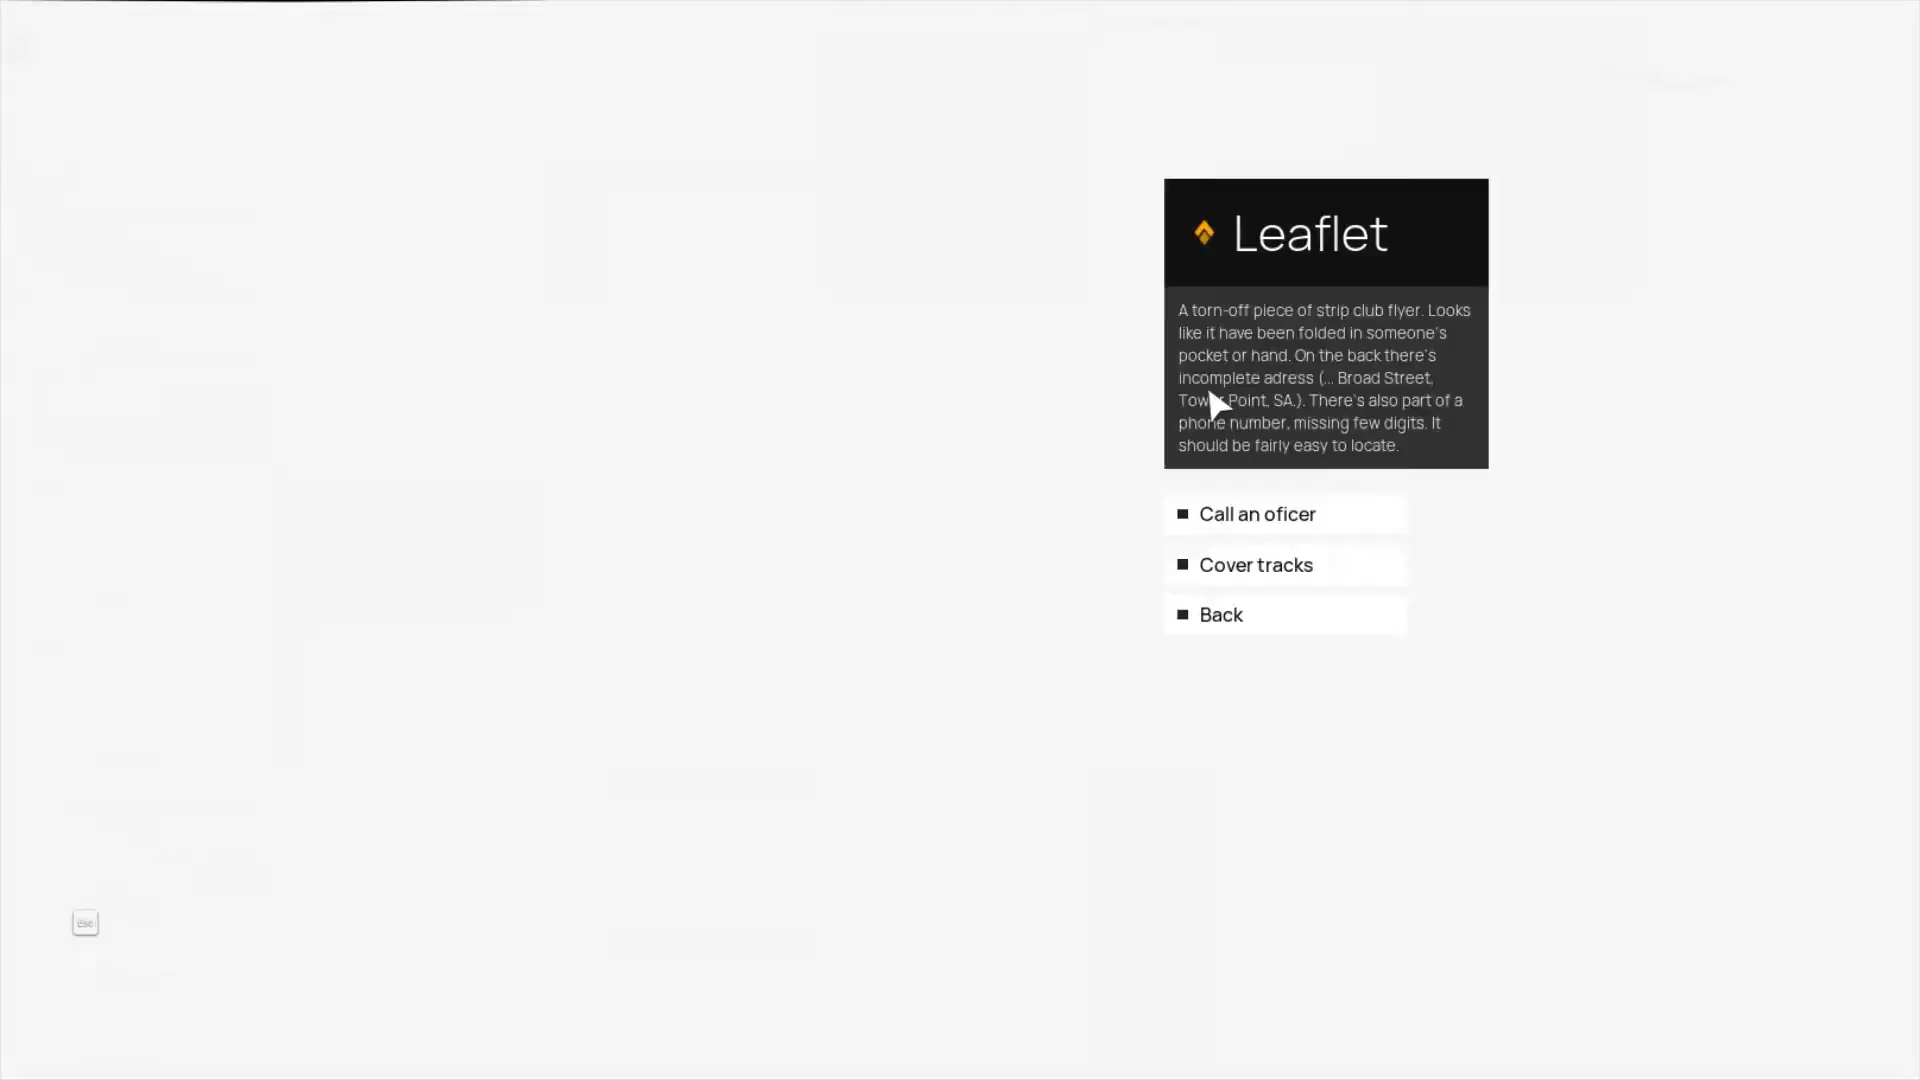 Leaflet
A torn-off piece of strip club flyer. Looks
like it have been folded in someone's
pocket or hand. On the back there's
incomplete adress (... Broad Street,
Tower Point, SA.). There's also part of a
phone number, missing few digits. It
should be fairly easy to locate.
Call an oficer
Cover tracks
Back
Esc